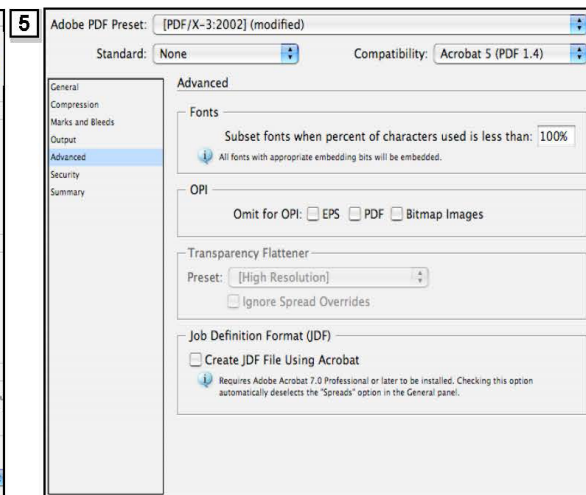 5
Adobe PDF Preset: [PDF/X-3:2002] (modified)
Standard: None Compatibility: Acrobat 5 (PDF 1.4)
General
Compression
Marks and Bleeds
Output
Advanced
Security
Summary
Advanced
Fonts
Subset fonts when percent of characters used is less than: 100%
All fonts with appropriate embedding bits will be embedded.
OPI
Omit for OPI: EPS PDF Bitmap Images
Transparency Flattener
Preset: [High Resolution]
Ignore Spread Overrides
Job Definition Format (JDF)
Create JDF File Using Acrobat
Requires Adobe Acrobat 7.0 Professional or later to be installed. Checking this option
automatically deselects the "Spreads" option in the General panel.